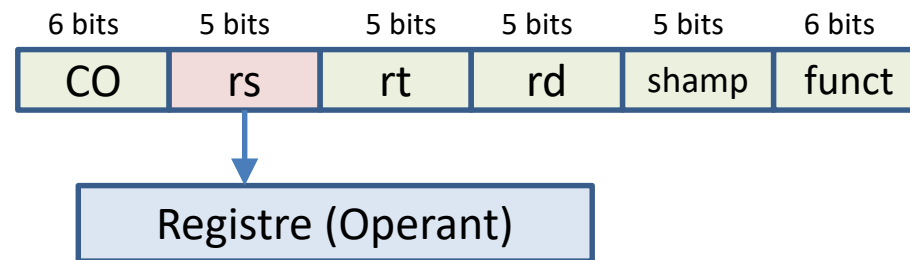 6 bits 5 bits 5 bits 5 bits 5 bits 6 bits
CO rs rt rd shamp funct
Registre (Operant)